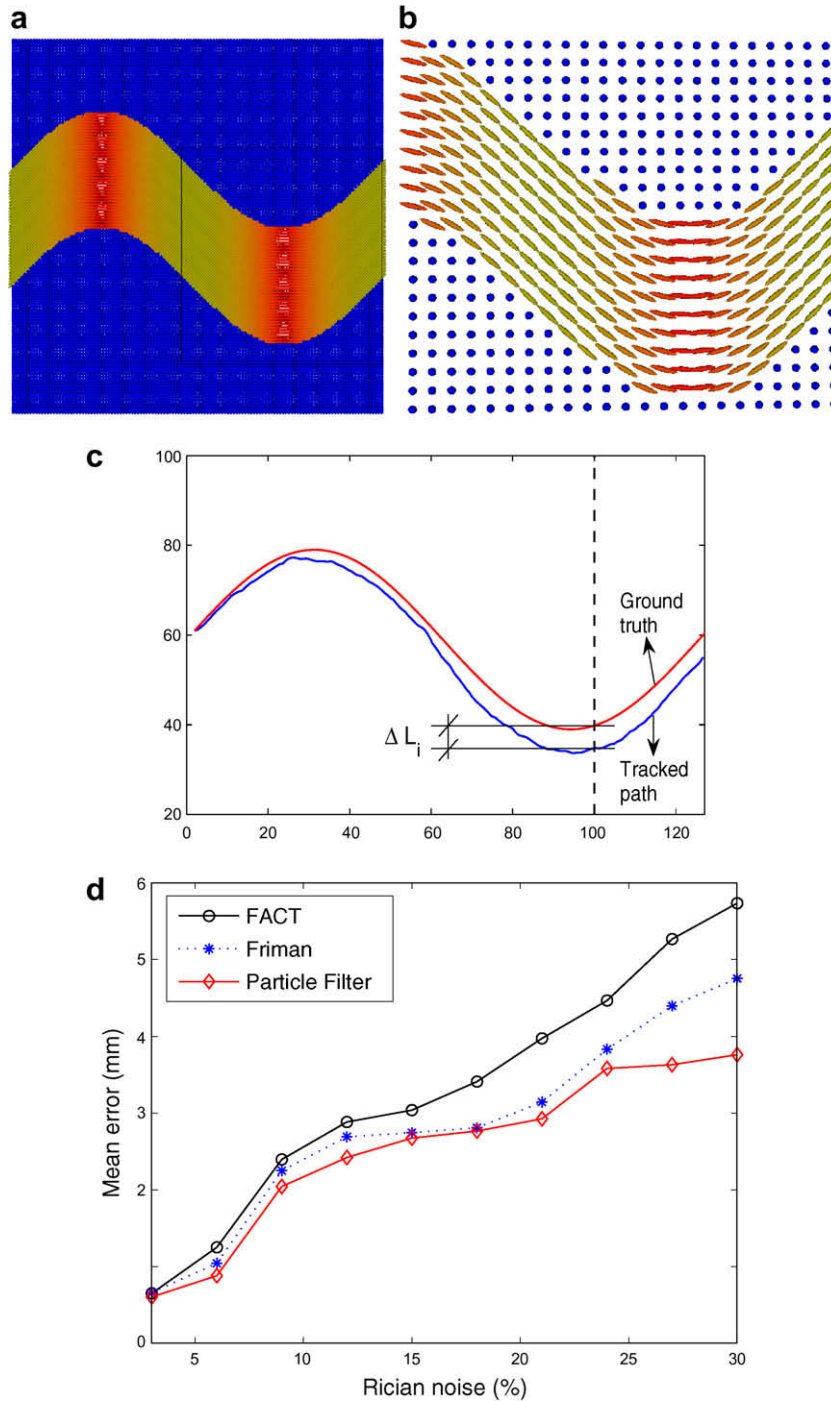 a
b
c
100
80
60
40
20
0
20
40
60
80
100
120
Ground
truth
Δ Li
Tracked
path
d
6
5
4
3
2
0
FACT
Friman
Particle Filter
Mean error (mm)
5
10
15
20
25
30
Rician noise (%)